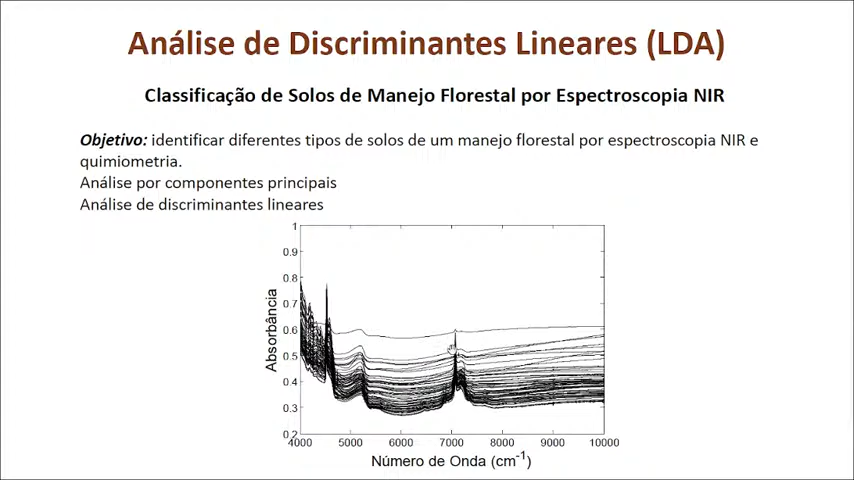 Análise de Discriminantes Lineares (LDA)
Classificação de Solos de Manejo Florestal por Espectroscopia NIR
Objetivo: identificar diferentes tipos de solos de um manejo florestal por espectroscopia NIR e
quimiometria.
Análise por componentes principais
Análise de discriminantes lineares
1
0.9
0.8
0.7
0.6
0.5
0.4
0.3
0.2
Absorbância
4000 5000 6000 7000 8000 9000 10000
Número de Onda (cm-1)